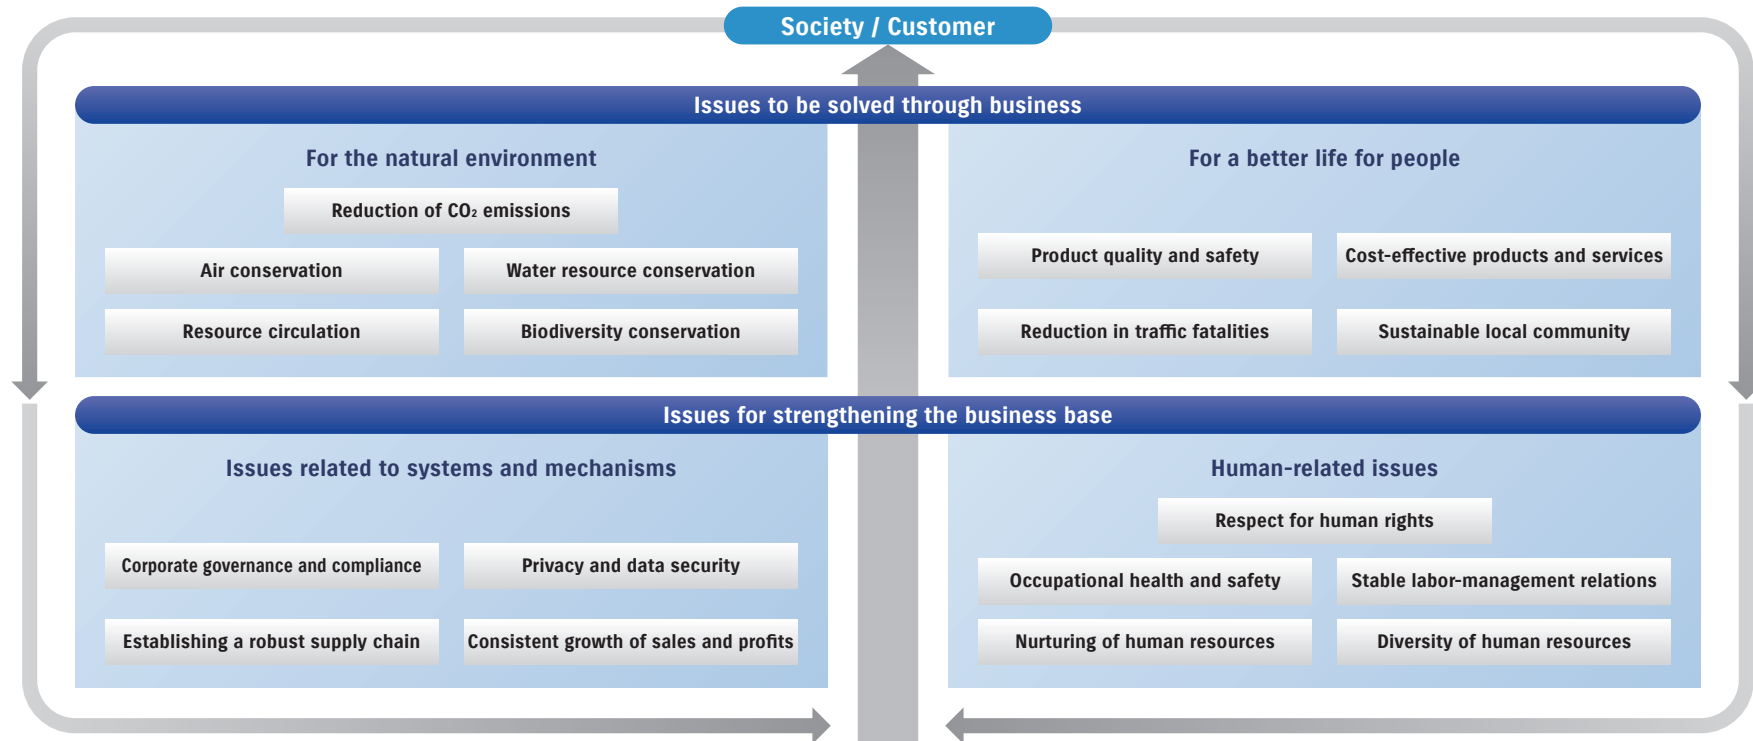 Society / Customer
Issues to be solved through business
For the natural environment
Reduction of CO₂ emissions
Air conservation
Water resource conservation
Resource circulation
Biodiversity conservation
For a better life for people
Product quality and safety
Cost-effective products and services
Reduction in traffic fatalities
Sustainable local community
Issues for strengthening the business base
Issues related to systems and mechanisms
Corporate governance and compliance
Privacy and data security
Establishing a robust supply chain
Consistent growth of sales and profits
Human-related issues
Respect for human rights
Occupational health and safety
Stable labor-management relations
Nurturing of human resources
Diversity of human resources